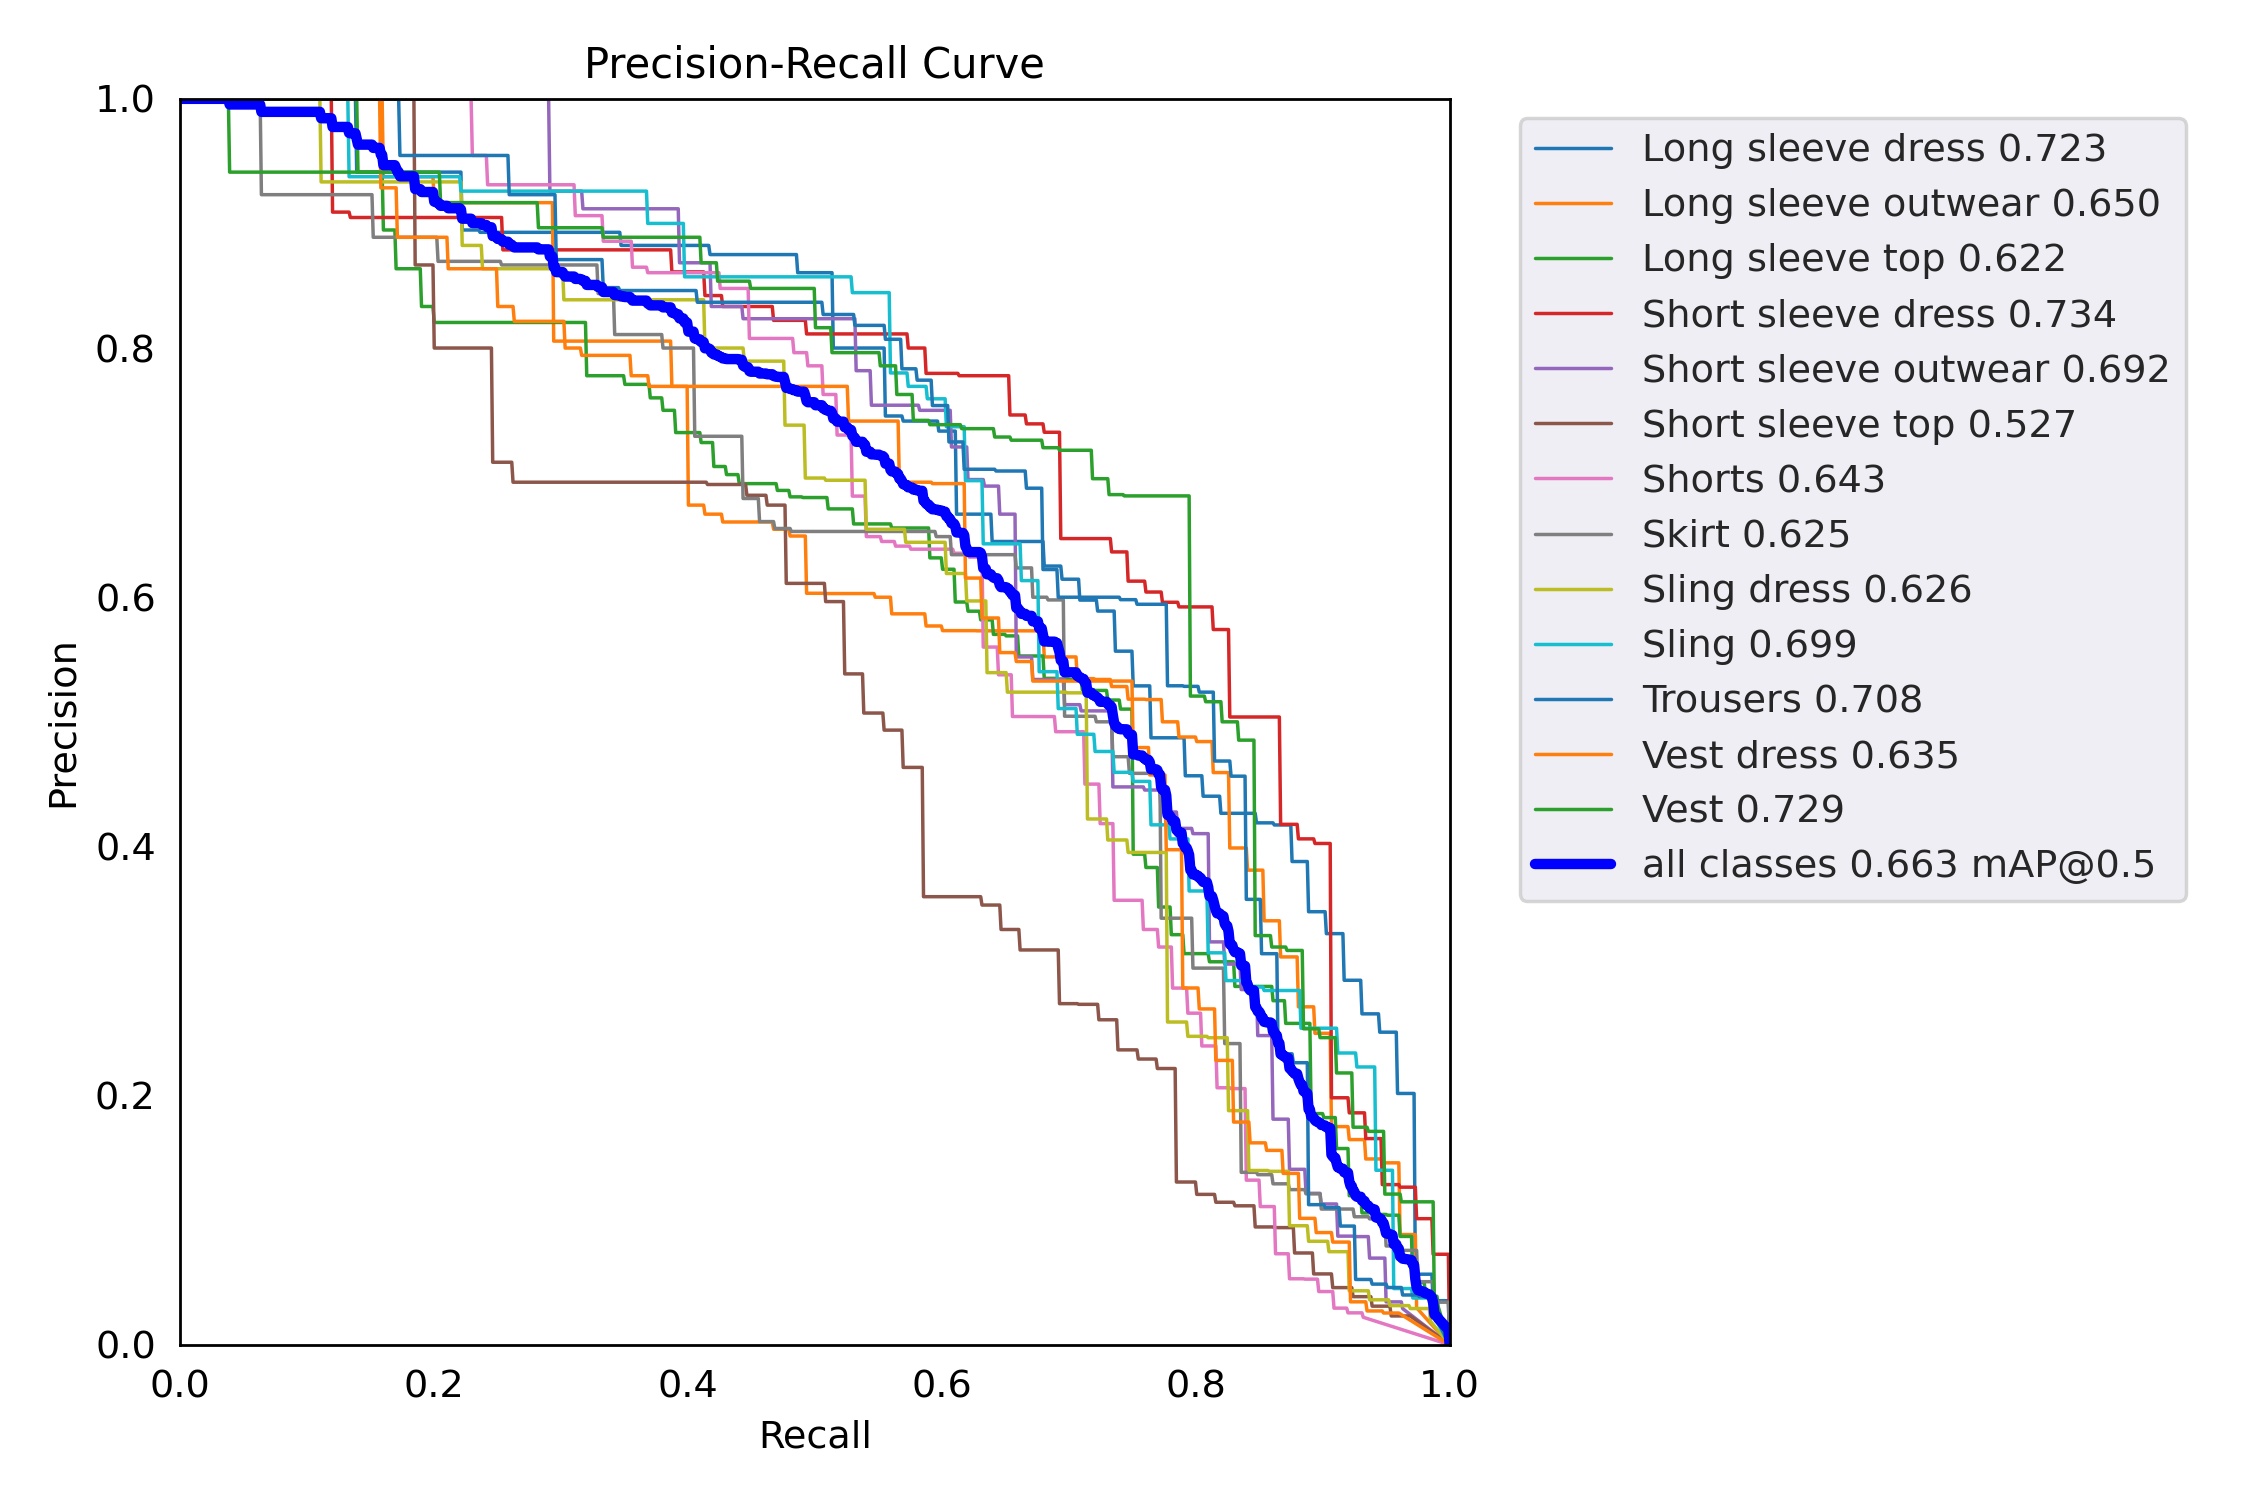 Precision-Recall Curve
1.0
0.8
0.6
0.4
0.2
0.0
Precision
0.0 0.2 0.4 0.6 0.8 1.0
Recall
Long sleeve dress 0.723
Long sleeve outwear 0.650
Long sleeve top 0.622
Short sleeve dress 0.734
Short sleeve outwear 0.692
Short sleeve top 0.527
Shorts 0.643
Skirt 0.625
Sling dress 0.626
Sling 0.699
Trousers 0.708
Vest dress 0.635
Vest 0.729
all classes 0.663 mAP@0.5